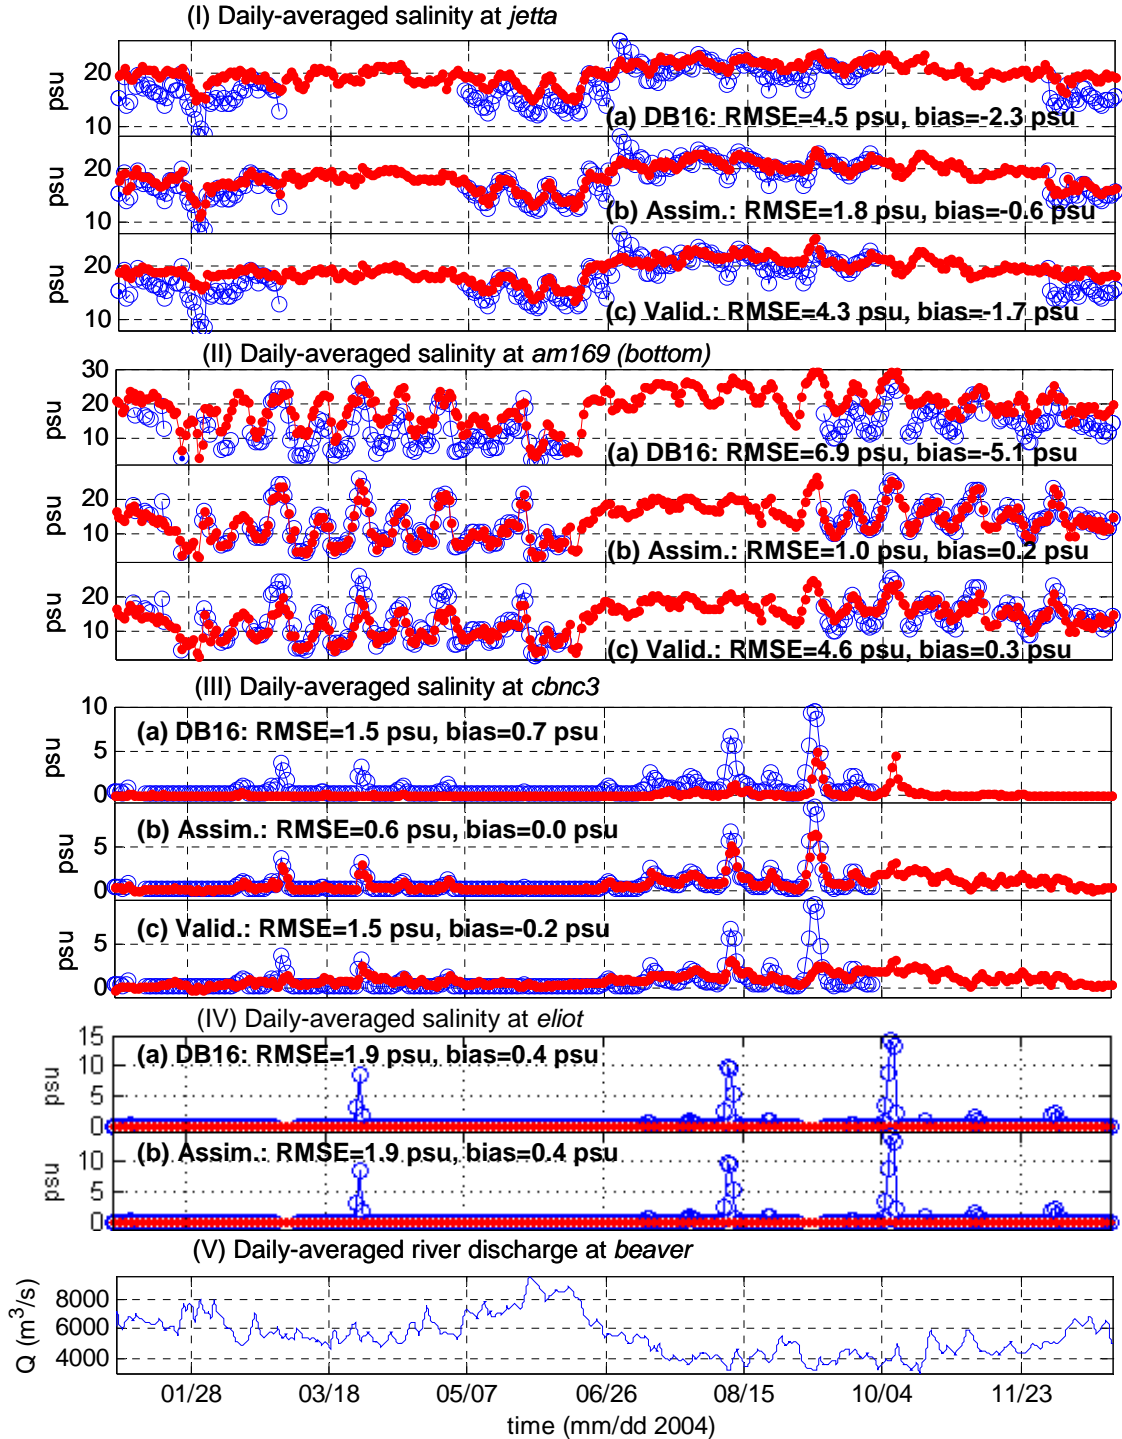 (I) Daily-averaged salinity at jetta
psu
20
10
(a) DB16: RMSE=4.5 psu, bias=-2.3 psu
psu
20
10
(b) Assim.: RMSE=1.8 psu, bias=-0.6 psu
psu
20
10
(c) Valid.: RMSE=4.3 psu, bias=-1.7 psu
(II) Daily-averaged salinity at am169 (bottom)
psu
30
20
10
(a) DB16: RMSE=6.9 psu, bias=-5.1 psu
psu
20
10
(b) Assim.: RMSE=1.0 psu, bias=0.2 psu
psu
20
10
(c) Valid.: RMSE=4.6 psu, bias=0.3 psu
(III) Daily-averaged salinity at cbnc3
psu
10
5
0
(a) DB16: RMSE=1.5 psu, bias=0.7 psu
psu
5
0
(b) Assim.: RMSE=0.6 psu, bias=0.0 psu
psu
5
0
(c) Valid.: RMSE=1.5 psu, bias=-0.2 psu
(IV) Daily-averaged salinity at eliot
psu
15
10
5
0
(a) DB16: RMSE=1.9 psu, bias=0.4 psu
psu
10
5
0
(b) Assim.: RMSE=1.9 psu, bias=0.4 psu
(V) Daily-averaged river discharge at beaver
Q (m³/s)
8000
6000
4000
01/28 03/18 05/07 06/26 08/15 10/04 11/23
time (mm/dd 2004)